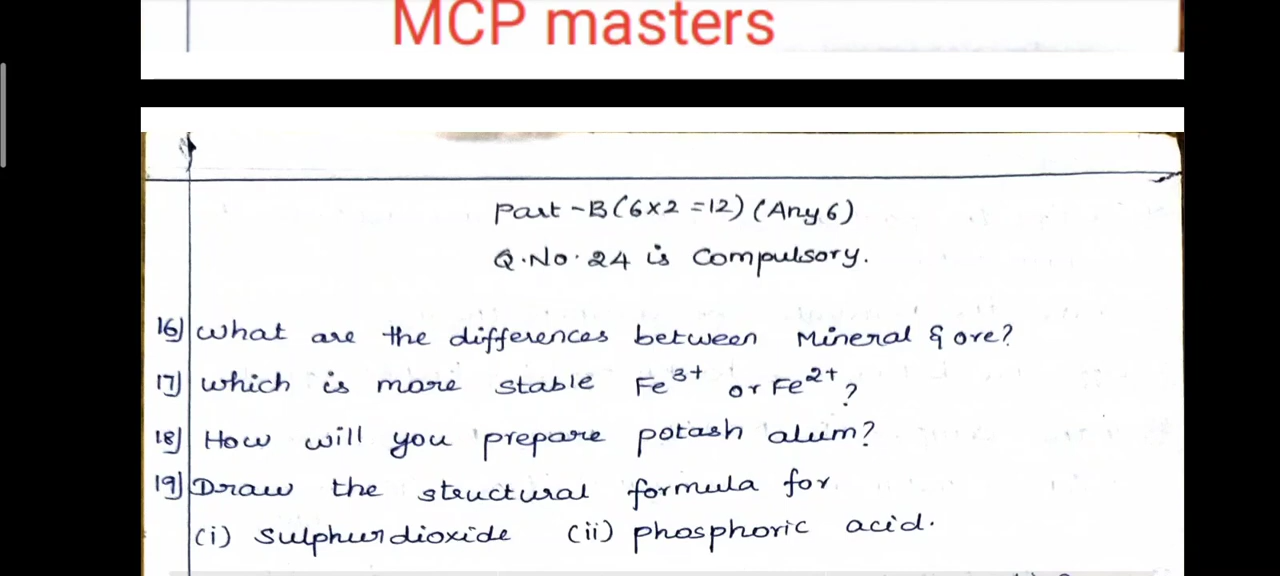 MCP masters
Part-B (6x2=12) (Any 6)
Q.No. 24 is Compulsory.
16) What are the differences between Mineral & ore?
17) which is more stable Fe³⁺ or Fe²⁺?
18) How will you prepare potash alum?
19) Draw the structural formula for
(i) Sulphurdioxide (ii) phosphoric acid.